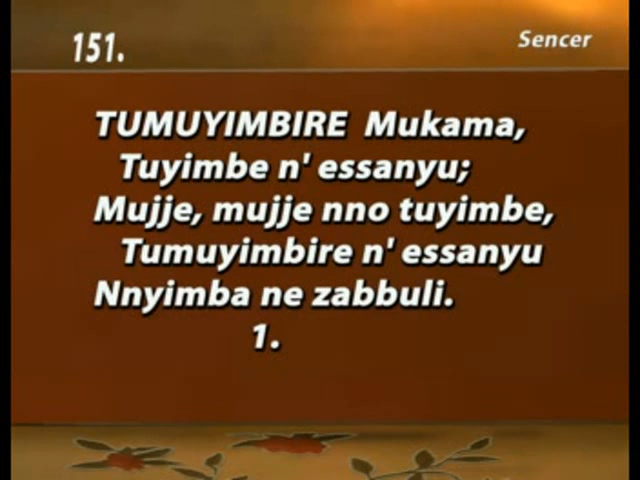 151.
Sencer
TUMUYIMBIRE Mukama,
Tuyimbe n' essanyu;
Mujje, mujje nno tuyimbe,
Tumuyimbire n' essanyu
Nnyimba ne zabbuli.
1.